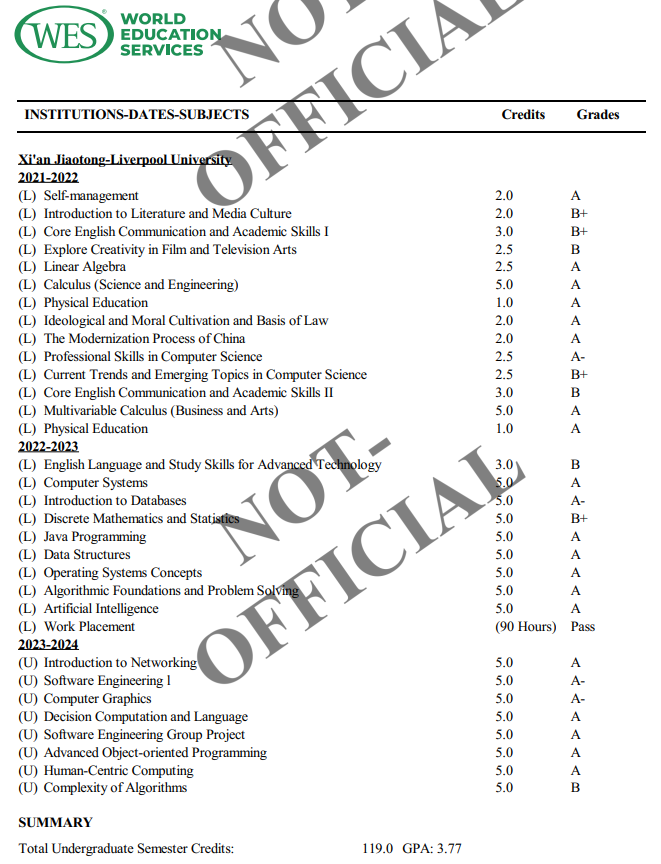 WES ® WORLD
EDUCATION
SERVICES
NOT-
OFFICIAL
INSTITUTIONS-DATES-SUBJECTS Credits Grades
Xi'an Jiaotong-Liverpool University
2021-2022
(L) Self-management 2.0 A
(L) Introduction to Literature and Media Culture 2.0 B+
(L) Core English Communication and Academic Skills I 3.0 B+
(L) Explore Creativity in Film and Television Arts 2.5 B
(L) Linear Algebra 2.5 A
(L) Calculus (Science and Engineering) 5.0 A
(L) Physical Education 1.0 A
(L) Ideological and Moral Cultivation and Basis of Law 2.0 A
(L) The Modernization Process of China 2.0 A
(L) Professional Skills in Computer Science 2.5 A-
(L) Current Trends and Emerging Topics in Computer Science 2.5 B+
(L) Core English Communication and Academic Skills II 3.0 B
(L) Multivariable Calculus (Business and Arts) 5.0 A
(L) Physical Education 1.0 A
2022-2023
NOT-
OFFICIAL
(L) English Language and Study Skills for Advanced Technology 3.0 B
(L) Computer Systems 5.0 A
(L) Introduction to Databases 5.0 A-
(L) Discrete Mathematics and Statistics 5.0 B+
(L) Java Programming 5.0 A
(L) Data Structures 5.0 A
(L) Operating Systems Concepts 5.0 A
(L) Algorithmic Foundations and Problem Solving 5.0 A
(L) Artificial Intelligence 5.0 A
(L) Work Placement (90 Hours) Pass
2023-2024
(U) Introduction to Networking 5.0 A
(U) Software Engineering l 5.0 A-
(U) Computer Graphics 5.0 A-
(U) Decision Computation and Language 5.0 A
(U) Software Engineering Group Project 5.0 A
(U) Advanced Object-oriented Programming 5.0 A
(U) Human-Centric Computing 5.0 A
(U) Complexity of Algorithms 5.0 B
SUMMARY
Total Undergraduate Semester Credits: 119.0 GPA: 3.77